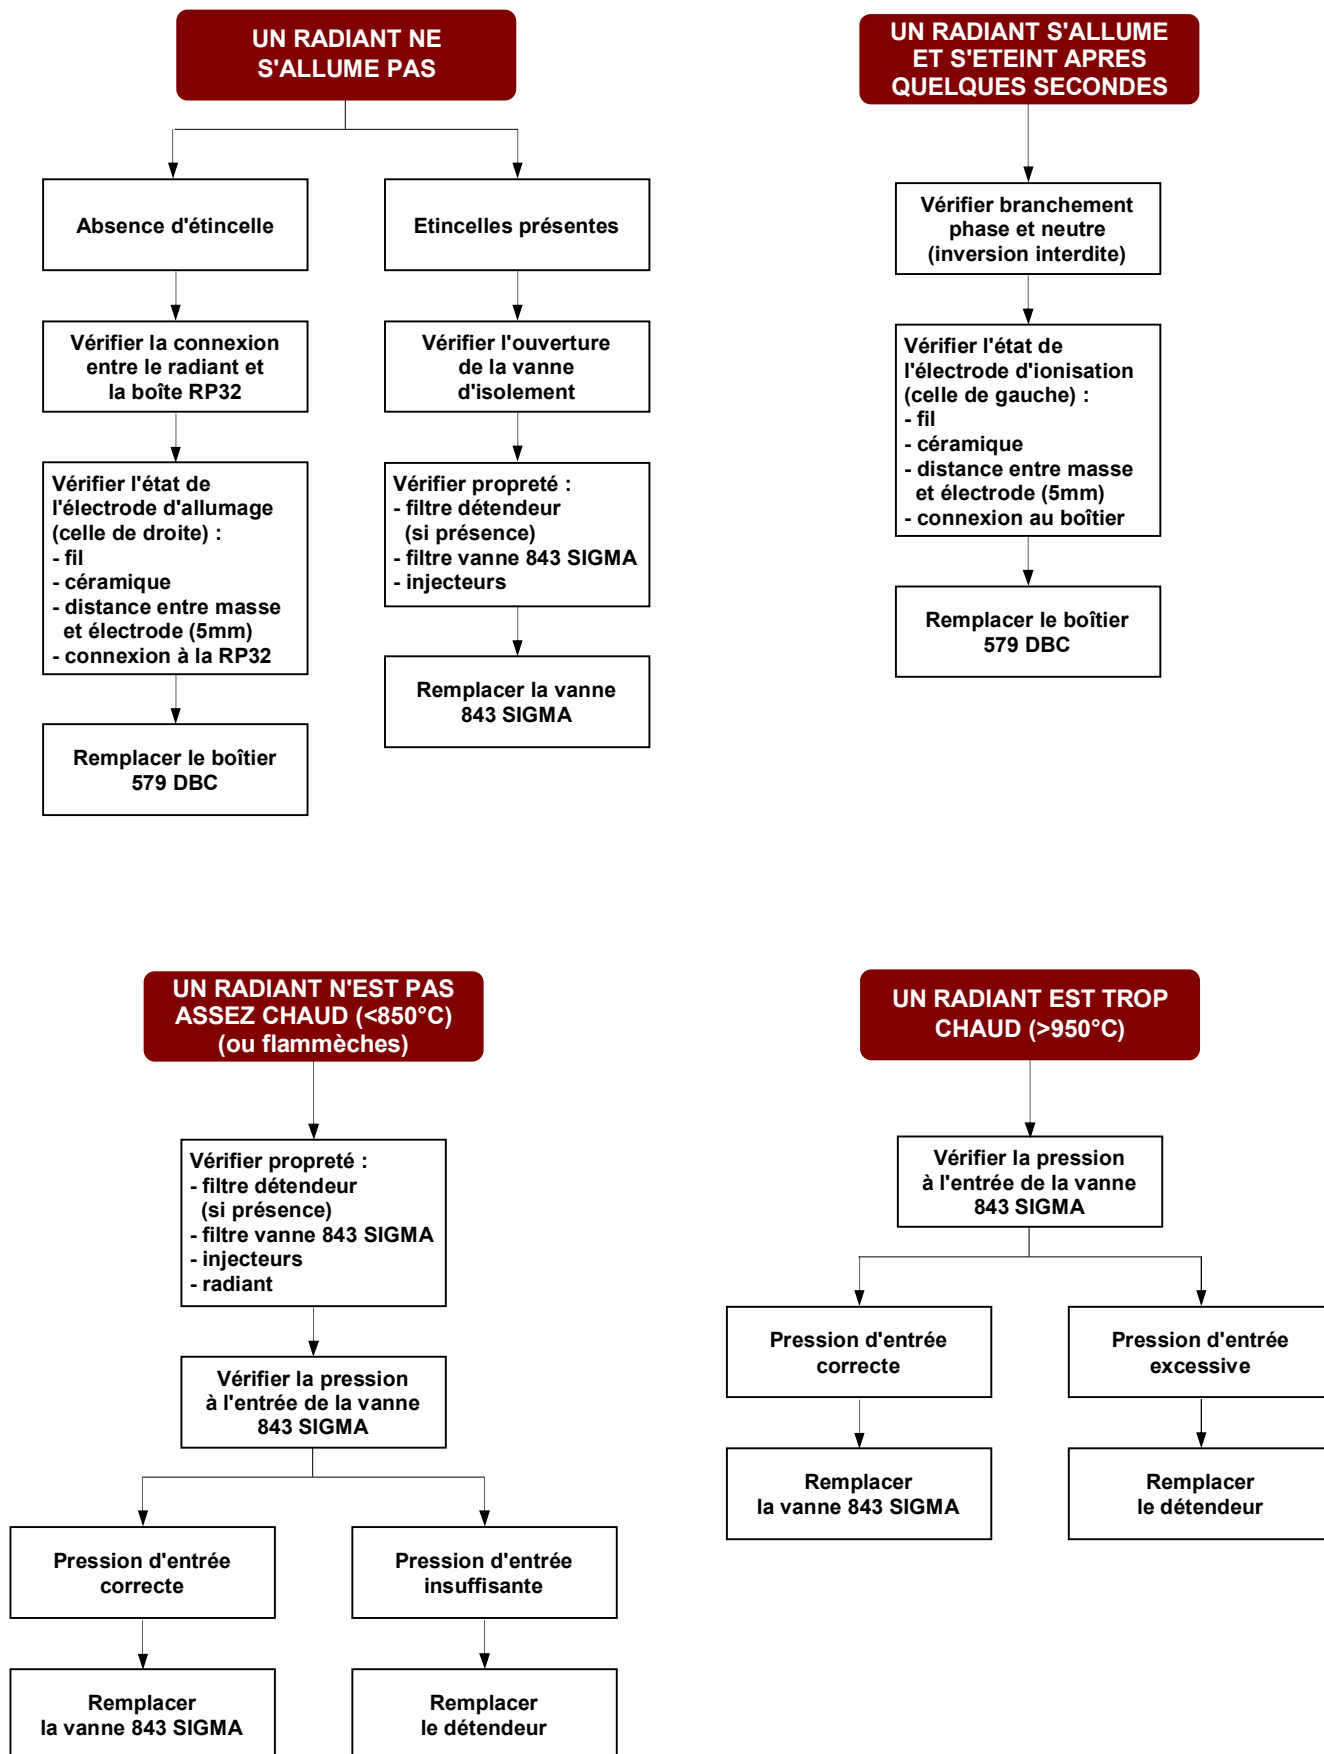 UN RADIANT NE
S'ALLUME PAS
Absence d'étincelle
Vérifier la connexion
entre le radiant et
la boîte RP32
Vérifier l'état de
l'électrode d'allumage
(celle de droite) :
- fil
- céramique
- distance entre masse
et électrode (5mm)
- connexion à la RP32
Remplacer le boîtier
579 DBC
Etincelles présentes
Vérifier l'ouverture
de la vanne
d'isolement
Vérifier propreté :
- filtre détendeur
(si présence)
- filtre vanne 843 SIGMA
- injecteurs
Remplacer la vanne
843 SIGMA
UN RADIANT S'ALLUME
ET S'ETEINT APRES
QUELQUES SECONDES
Vérifier branchement
phase et neutre
(inversion interdite)
Vérifier l'état de
l'électrode d'ionisation
(celle de gauche) :
- fil
- céramique
- distance entre masse
et électrode (5mm)
- connexion au boîtier
Remplacer le boîtier
579 DBC
UN RADIANT N'EST PAS
ASSEZ CHAUD (<850°C)
(ou flammèches)
Vérifier propreté :
- filtre détendeur
(si présence)
- filtre vanne 843 SIGMA
- injecteurs
- radiant
Vérifier la pression
à l'entrée de la vanne
843 SIGMA
Pression d'entrée
correcte
Remplacer
la vanne 843 SIGMA
Pression d'entrée
insuffisante
Remplacer
le détendeur
UN RADIANT EST TROP
CHAUD (>950°C)
Vérifier la pression
à l'entrée de la vanne
843 SIGMA
Pression d'entrée
correcte
Remplacer
la vanne 843 SIGMA
Pression d'entrée
excessive
Remplacer
le détendeur